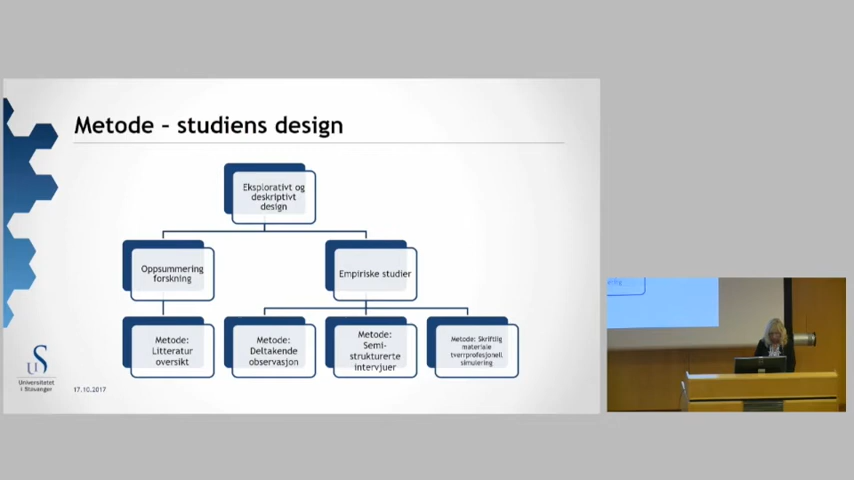 Metode - studiens design
Eksplorativt og
deskriptivt
design
Oppsummering
forskning
Empiriske studier
Metode:
Litteratur
oversikt
Metode:
Deltakende
observasjon
Metode:
Semi-
strukturerte
intervjuer
Metode: Skriftlig
materiale
tverrprofesjonell
simulering
US
Universitetet
i Stavanger
17.10.2017